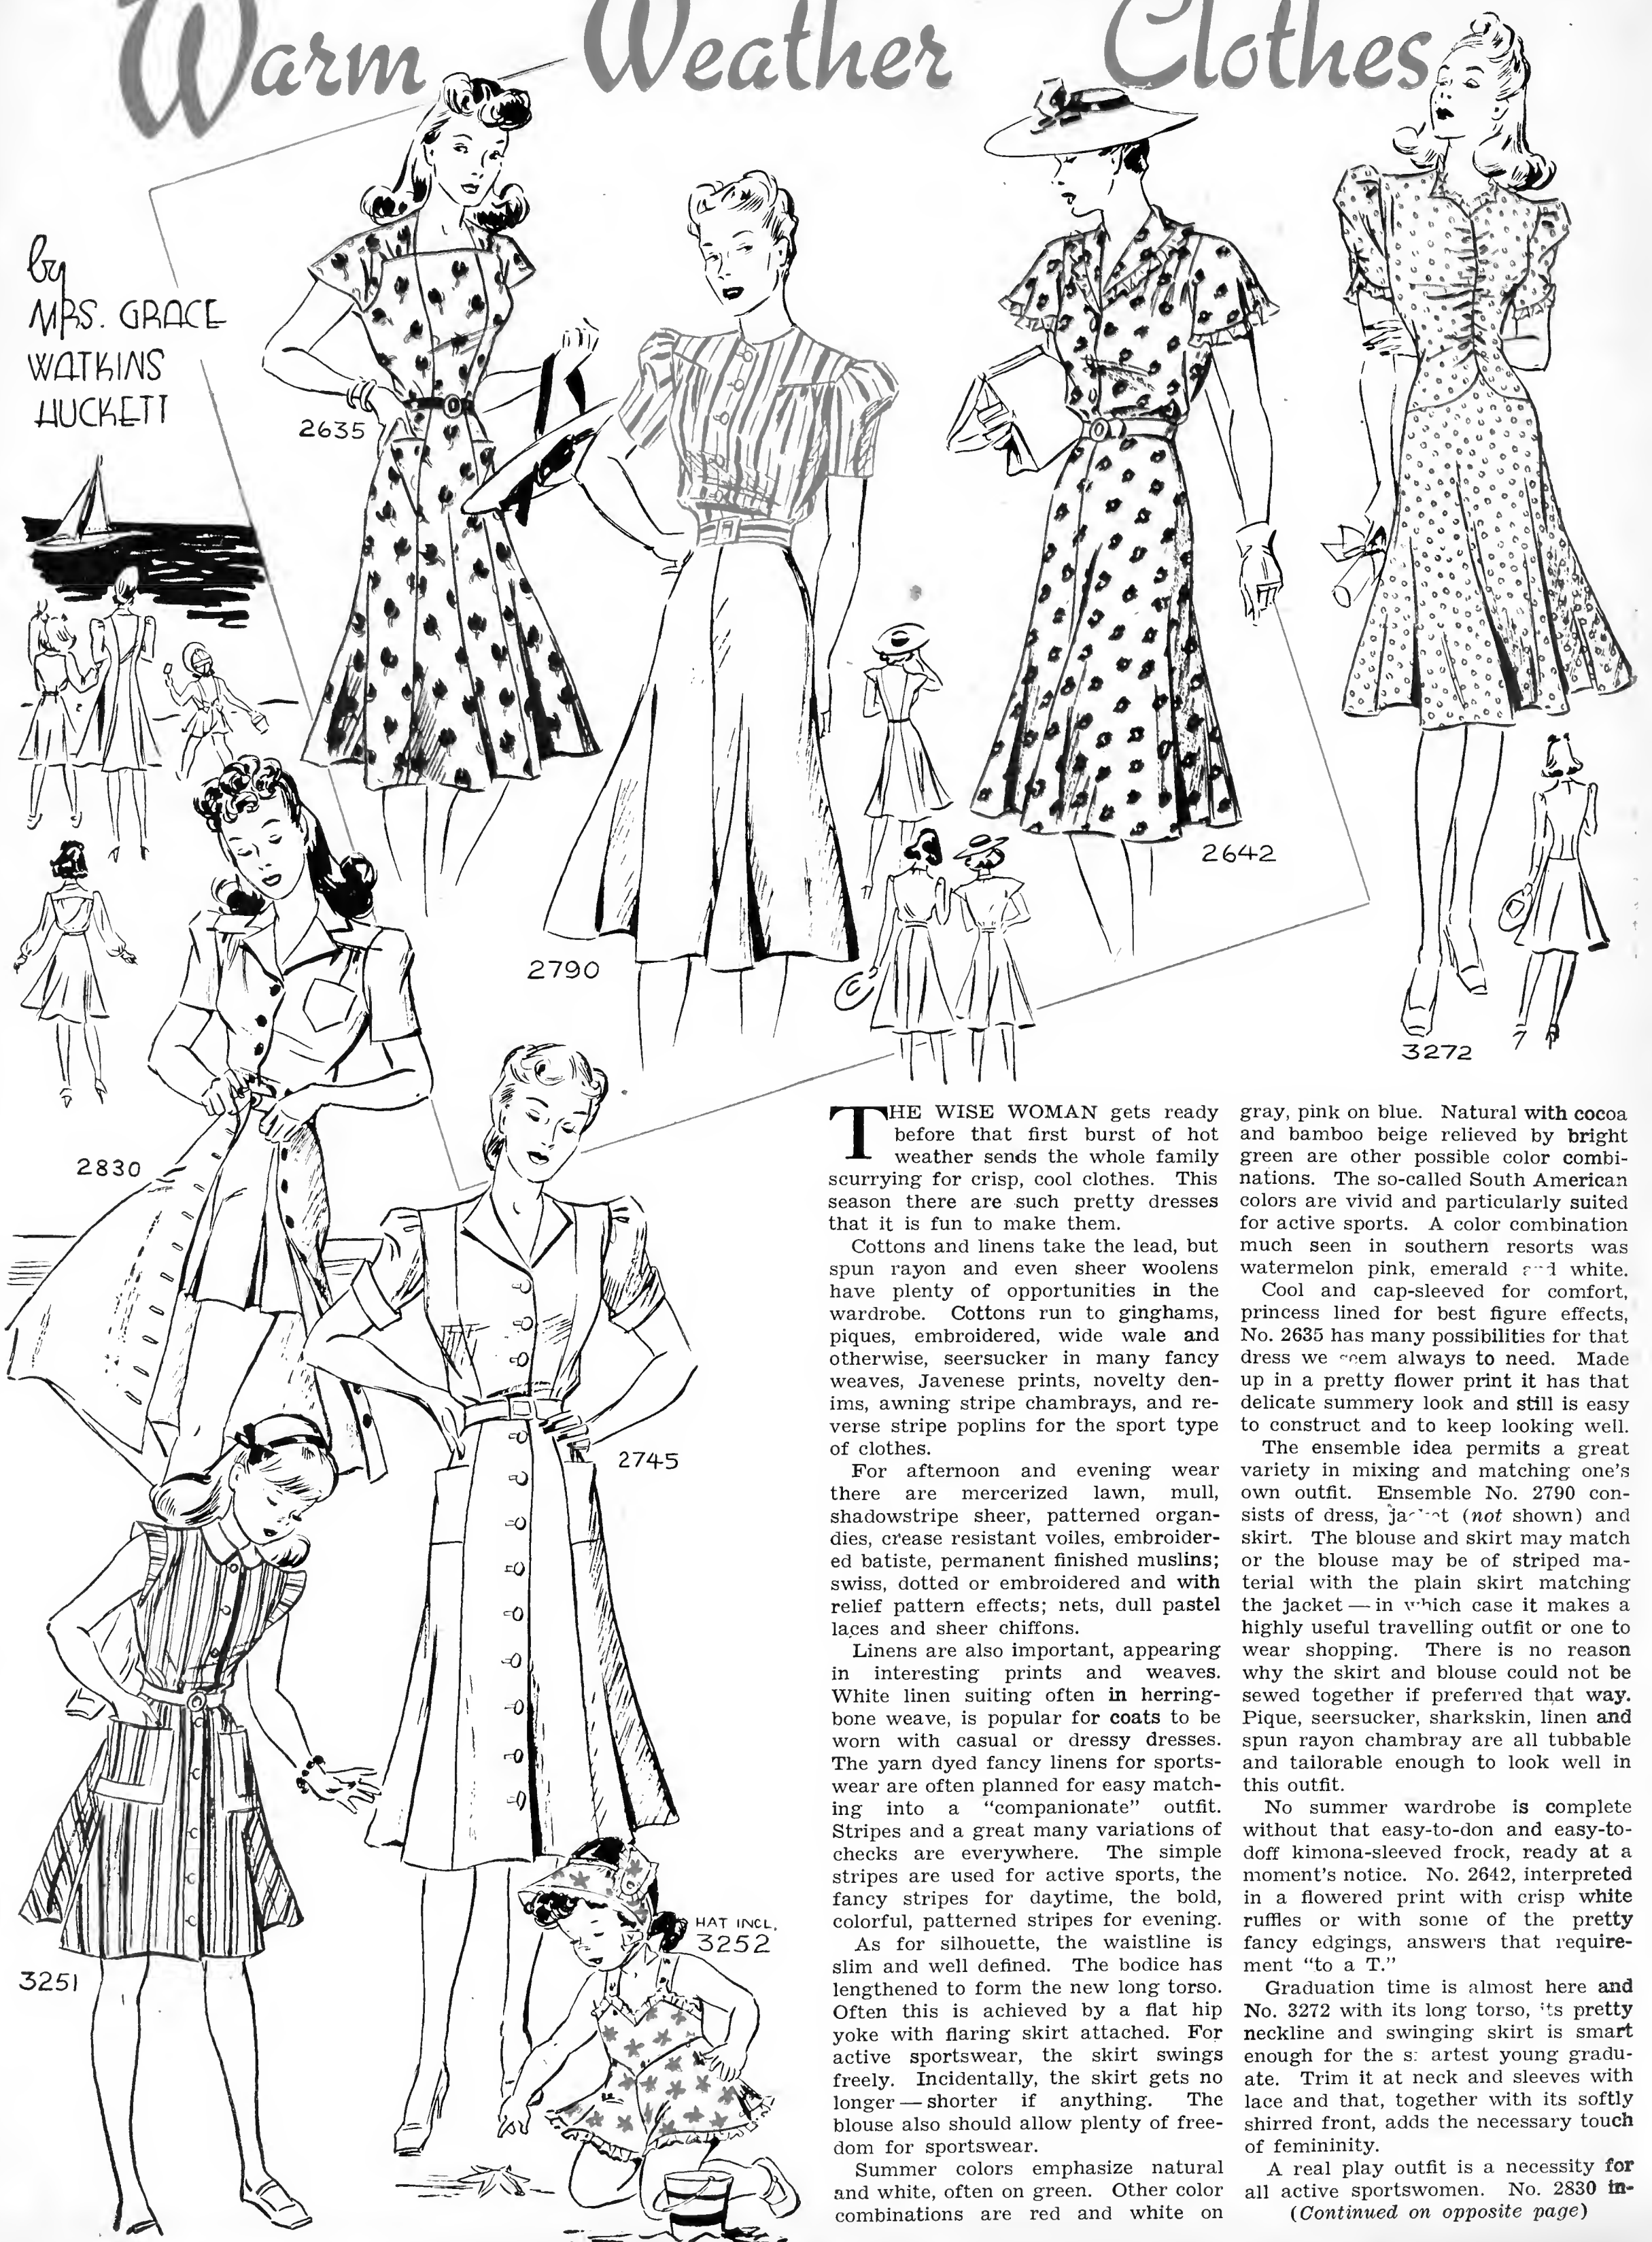 Warm Weather Clothes
by
MRS. GRACE
WATKINS
HUCKETT
2635
2790
2642
3272
2830
2745
3251
HAT INCL.
3252
THE WISE WOMAN gets ready
before that first burst of hot
weather sends the whole family
scurrying for crisp, cool clothes. This
season there are such pretty dresses
that it is fun to make them.
Cottons and linens take the lead, but
spun rayon and even sheer woolens
have plenty of opportunities in the
wardrobe. Cottons run to ginghams,
piques, embroidered, wide wale and
otherwise, seersucker in many fancy
weaves, Javenese prints, novelty den-
ims, awning stripe chambrays, and re-
verse stripe poplins for the sport type
of clothes.
For afternoon and evening wear
there are mercerized lawn, mull,
shadowstripe sheer, patterned organ-
dies, crease resistant voiles, embroider-
ed batiste, permanent finished muslins;
swiss, dotted or embroidered and with
relief pattern effects; nets, dull pastel
laces and sheer chiffons.
Linens are also important, appearing
in interesting prints and weaves.
White linen suiting often in herring-
bone weave, is popular for coats to be
worn with casual or dressy dresses.
The yarn dyed fancy linens for sports-
wear are often planned for easy match-
ing into a "companionate" outfit.
Stripes and a great many variations of
checks are everywhere. The simple
stripes are used for active sports, the
fancy stripes for daytime, the bold,
colorful, patterned stripes for evening.
As for silhouette, the waistline is
slim and well defined. The bodice has
lengthened to form the new long torso.
Often this is achieved by a flat hip
yoke with flaring skirt attached. For
active sportswear, the skirt swings
freely. Incidentally, the skirt gets no
longer — shorter if anything. The
blouse also should allow plenty of free-
dom for sportswear.
Summer colors emphasize natural
and white, often on green. Other color
combinations are red and white on
gray, pink on blue. Natural with cocoa
and bamboo beige relieved by bright
green are other possible color combi-
nations. The so-called South American
colors are vivid and particularly suited
for active sports. A color combination
much seen in southern resorts was
watermelon pink, emerald and white.
Cool and cap-sleeved for comfort,
princess lined for best figure effects,
No. 2635 has many possibilities for that
dress we seem always to need. Made
up in a pretty flower print it has that
delicate summery look and still is easy
to construct and to keep looking well.
The ensemble idea permits a great
variety in mixing and matching one's
own outfit. Ensemble No. 2790 con-
sists of dress, jacket (not shown) and
skirt. The blouse and skirt may match
or the blouse may be of striped ma-
terial with the plain skirt matching
the jacket — in which case it makes a
highly useful travelling outfit or one to
wear shopping. There is no reason
why the skirt and blouse could not be
sewed together if preferred that way.
Pique, seersucker, sharkskin, linen and
spun rayon chambray are all tubbable
and tailorable enough to look well in
this outfit.
No summer wardrobe is complete
without that easy-to-don and easy-to-
doff kimona-sleeved frock, ready at a
moment's notice. No. 2642, interpreted
in a flowered print with crisp white
ruffles or with some of the pretty
fancy edgings, answers that require-
ment "to a T."
Graduation time is almost here and
No. 3272 with its long torso, its pretty
neckline and swinging skirt is smart
enough for the smartest young gradu-
ate. Trim it at neck and sleeves with
lace and that, together with its softly
shirred front, adds the necessary touch
of femininity.
A real play outfit is a necessity for
all active sportswomen. No. 2830 in-
(Continued on opposite page)